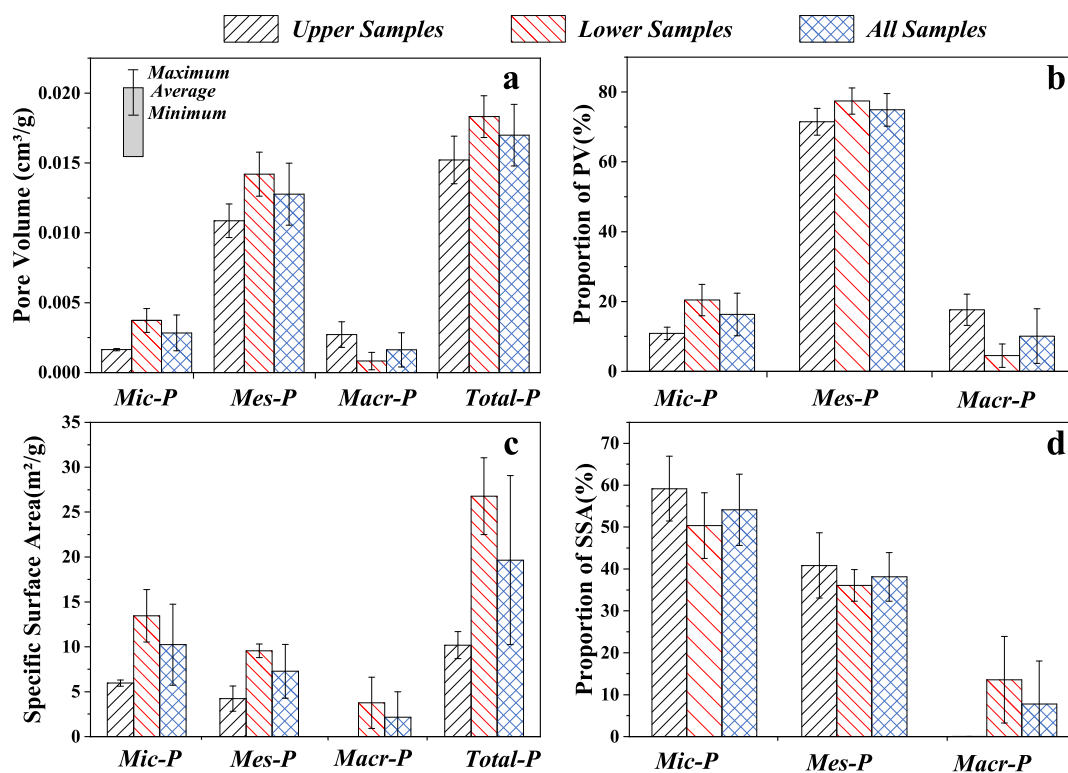 Upper Samples Lower Samples All Samples
a
Maximum
Average
Minimum
Pore Volume (cm³/g)
0.020
0.015
0.010
0.005
0.000
Mic-P Mes-P Macr-P Total-P
b
Proportion of PV(%)
80
60
40
20
0
Mic-P Mes-P Macr-P
c
Specific Surface Area(m²/g)
35
30
25
20
15
10
5
0
Mic-P Mes-P Macr-P Total-P
d
Proportion of SSA(%)
70
60
50
40
30
20
10
0
Mic-P Mes-P Macr-P